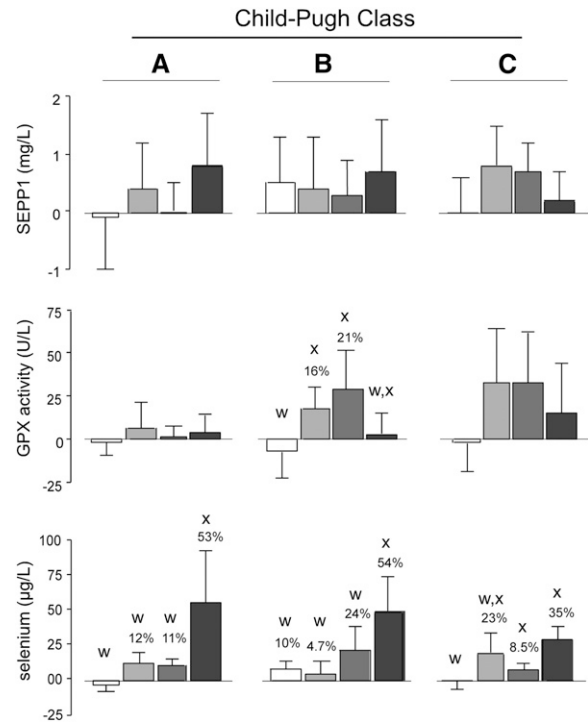 Child-Pugh Class
A B C
SEPP1 (mg/L)
2
1
0
-1
GPX activity (U/L)
75
50
25
0
-25
w
x
16%
x
21%
w,x
selenium (µg/L)
100
75
50
25
00
-25
w
w
12%
w
11%
x
53%
w
10%
w
4.7%
w
24%
x
54%
w
w,x
23%
x
8.5%
x
35%